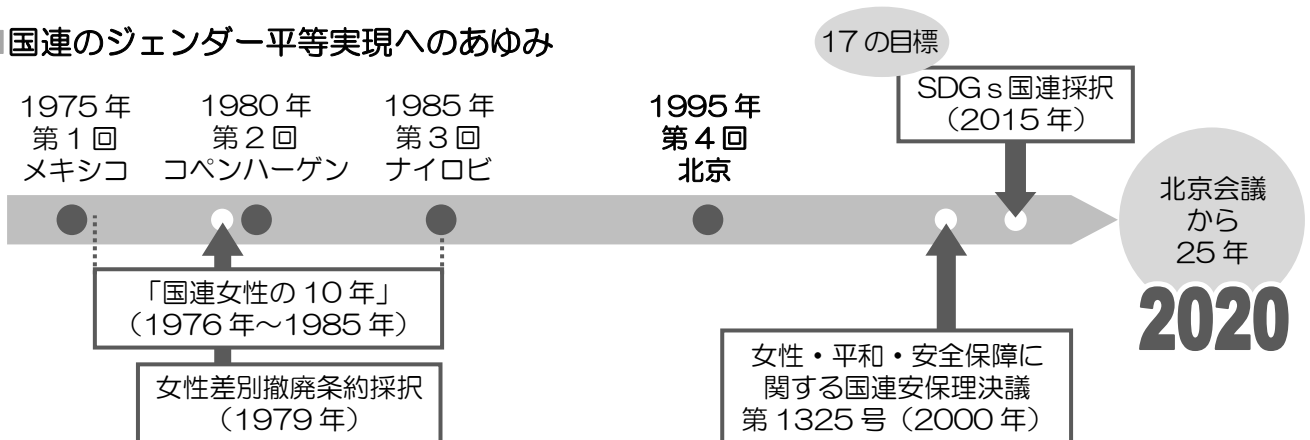 国連のジェンダー平等実現へのあゆみ
17の目標
SDGs国連採択
（2015年）
1975年
第1回
メキシコ
1980年
第2回
コペンハーゲン
1985年
第3回
ナイロビ
1995年
第4回
北京
北京会議
から
25年
2020
「国連女性の10年」
（1976年～1985年）
女性差別撤廃条約採択
（1979年）
女性・平和・安全保障に
関する国連安保理決議
第1325号（2000年）